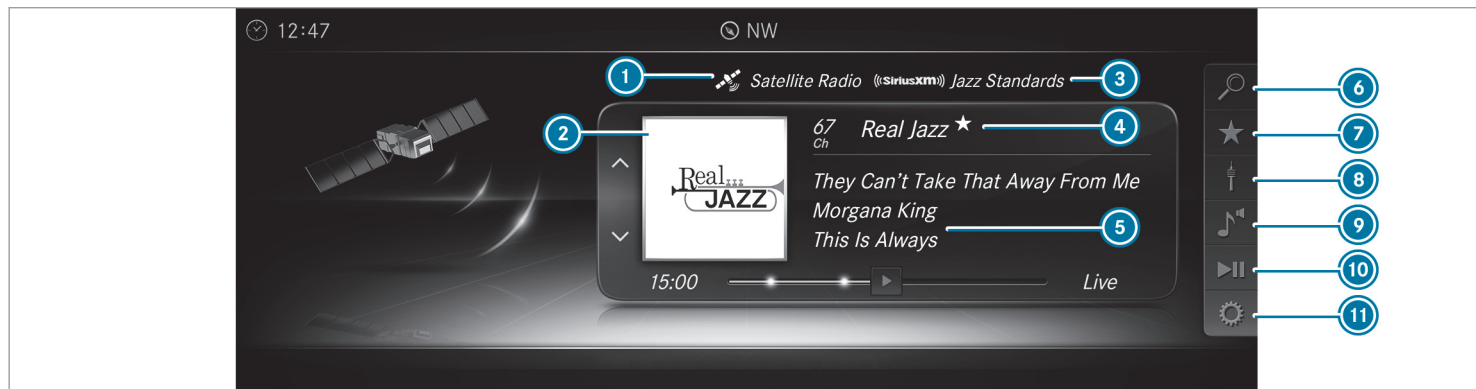 12:47
NW
1
Satellite Radio ((SiriusXM)) Jazz Standards
3
6
2
67 Ch Real Jazz
4
7
Real... JAZZ
They Can't Take That Away From Me
8
Morgana King
This Is Always
5
9
15:00
Live
10
11